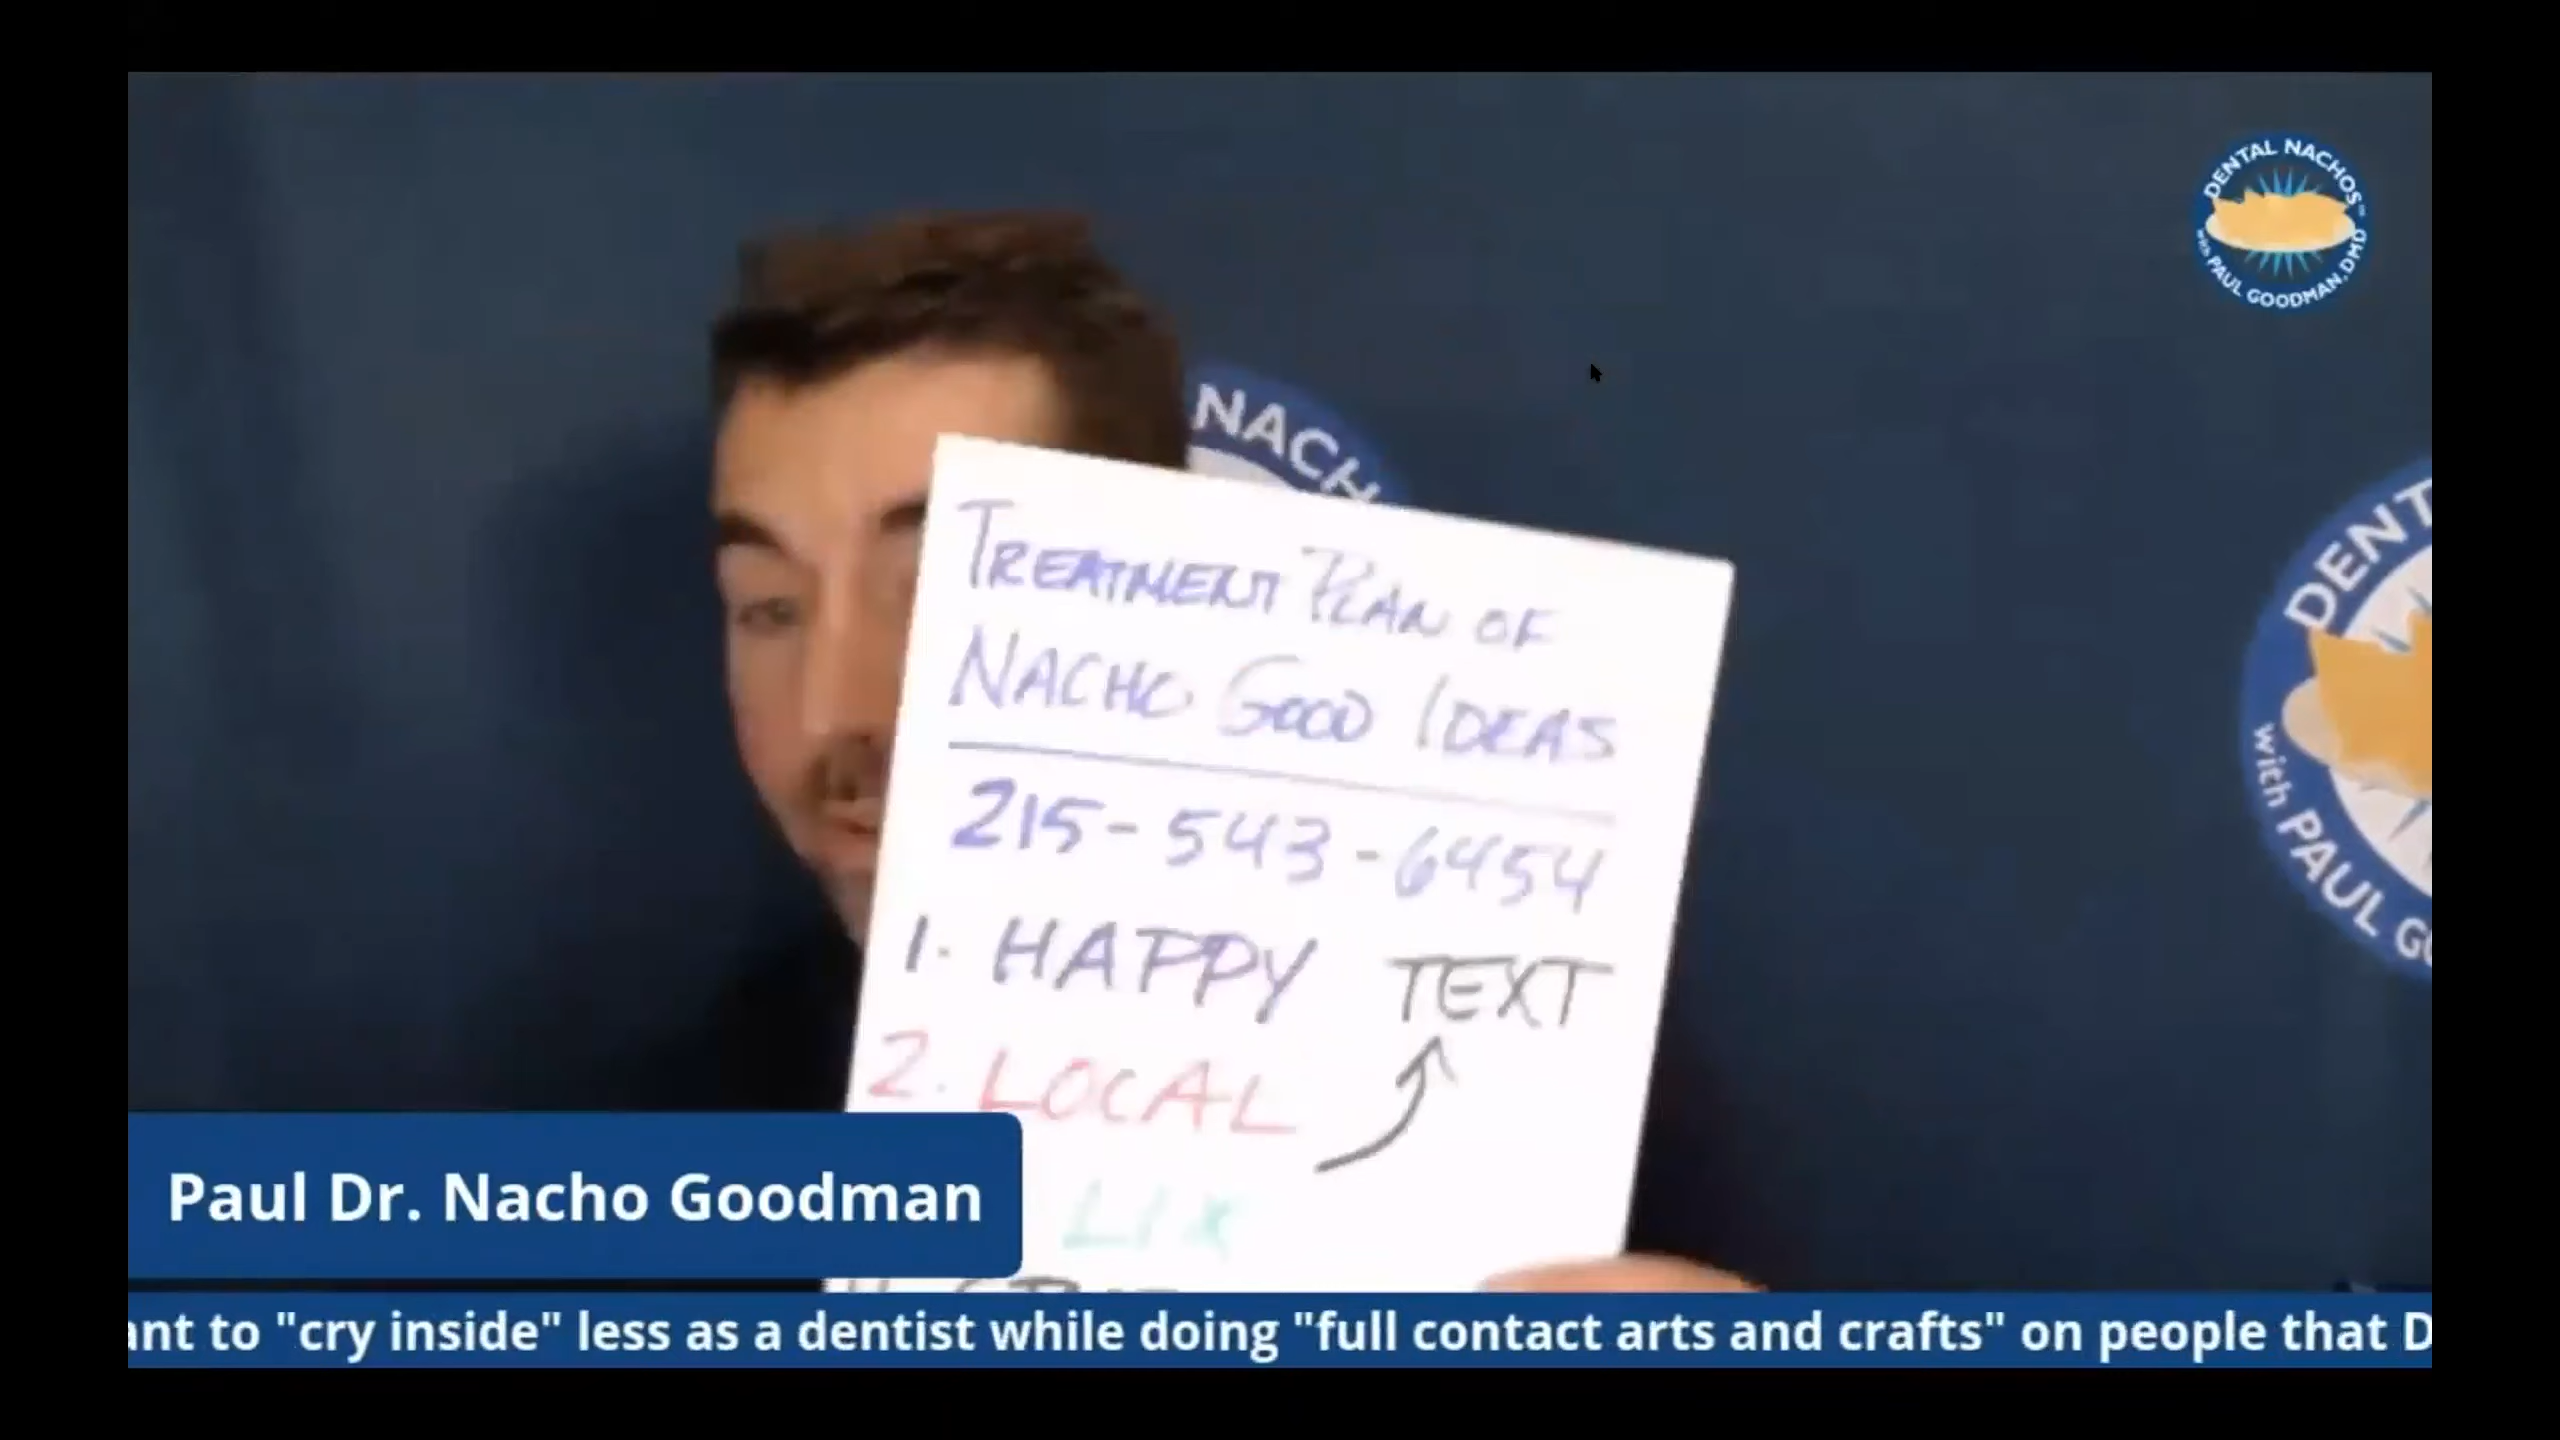 DENTAL NACHOS™
with PAUL GOODMAN, DMD
NACH
TREATMENT PLAN OF
NACHO GOOD IDEAS
215-543-6454
1. HAPPY TEXT
2. LOCAL
DENT
with PAUL G
Paul Dr. Nacho Goodman
ant to "cry inside" less as a dentist while doing "full contact arts and crafts" on people that D